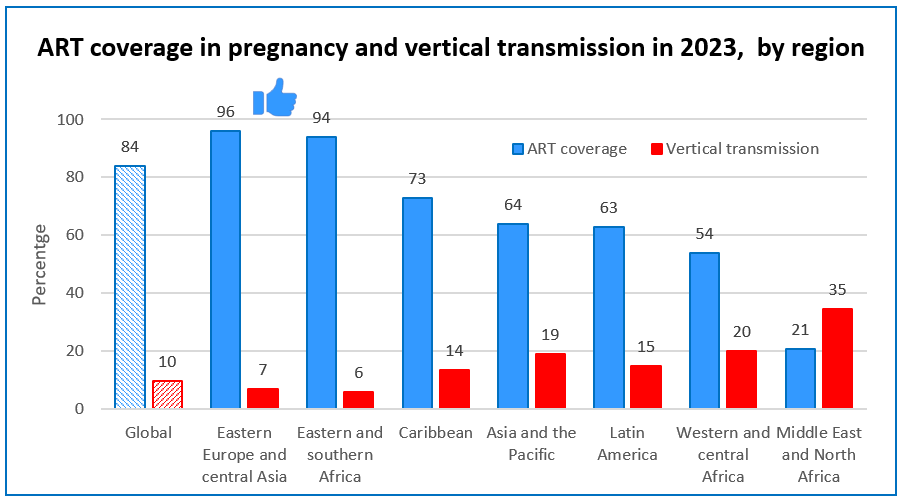 ART coverage in pregnancy and vertical transmission in 2023,  by region
96
94
100
84
ART coverage
Vertical transmission
80
73
64
63
Percentge
60
54
40
35
20
10
7
6
14
19
15
20
21
0
Global
Eastern
Europe and
central Asia
Eastern and
southern
Africa
Caribbean
Asia and the
Pacific
Latin
America
Western and
central
Africa
Middle East
and North
Africa